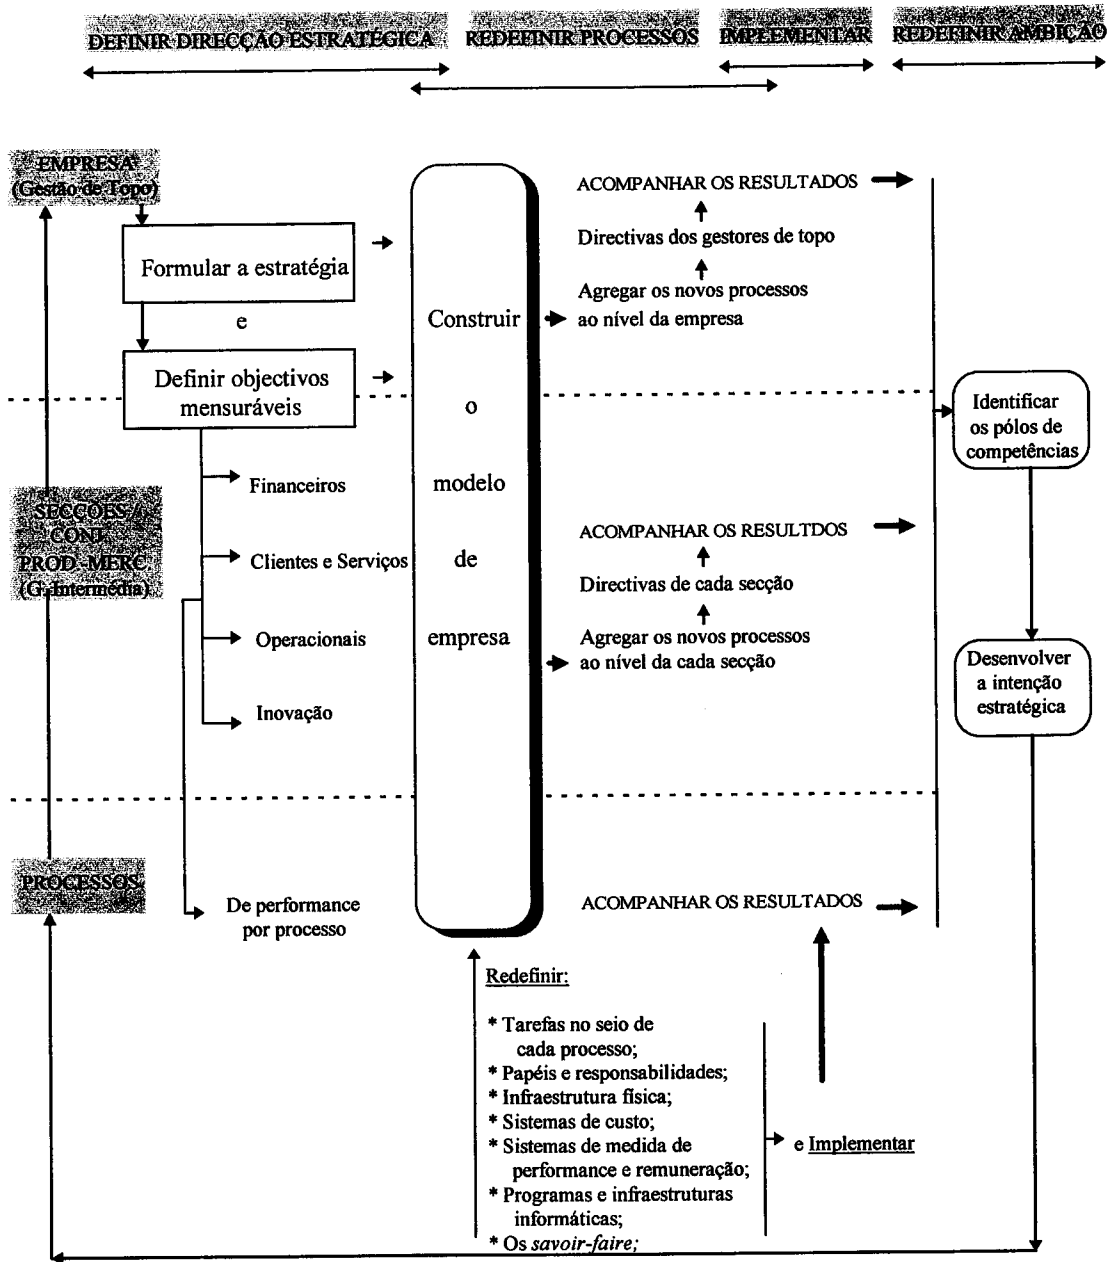 DEFINIR DIRECÇÃO ESTRATÉGICA
REDEFINIR PROCESSOS
IMPLEMENTAR
REDEFINIR AMBIÇÃO
EMPRESA
(Gestão de Topo)
Formular a estratégia
e
Definir objectivos
mensuráveis
Financeiros
Clientes e Serviços
Operacionais
Inovação
SECÇÕES /
CONT.
PROD -MERC
(G. Intermédia)
PROCESSOS
De performance
por processo
Construir
o
modelo
de
empresa
ACOMPANHAR OS RESULTADOS
Directivas dos gestores de topo
Agregar os novos processos
ao nível da empresa
ACOMPANHAR OS RESULTDOS
Directivas de cada secção
Agregar os novos processos
ao nível da cada secção
ACOMPANHAR OS RESULTADOS
Identificar
os pólos de
competências
Desenvolver
a intenção
estratégica
Redefinir:
* Tarefas no seio de
cada processo;
* Papéis e responsabilidades;
* Infraestrutura física;
* Sistemas de custo;
* Sistemas de medida de
performance e remuneração;
* Programas e infraestruturas
informáticas;
* Os savoir-faire;
e Implementar